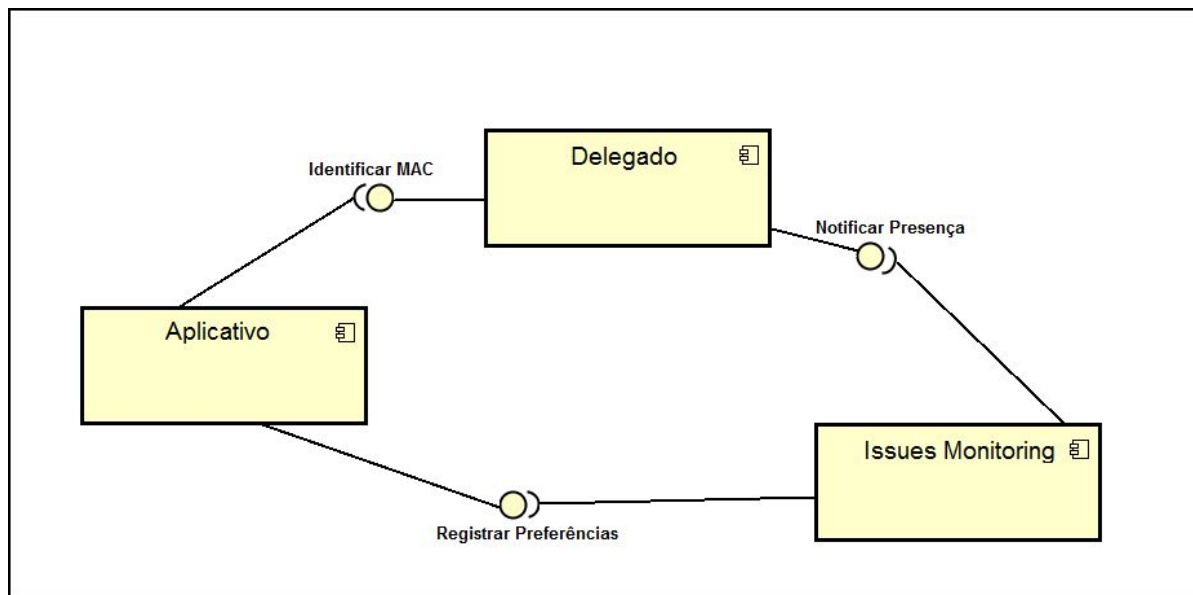 Delegado
Identificar MAC
Notificar Presença
Aplicativo
Issues Monitoring
Registrar Preferências